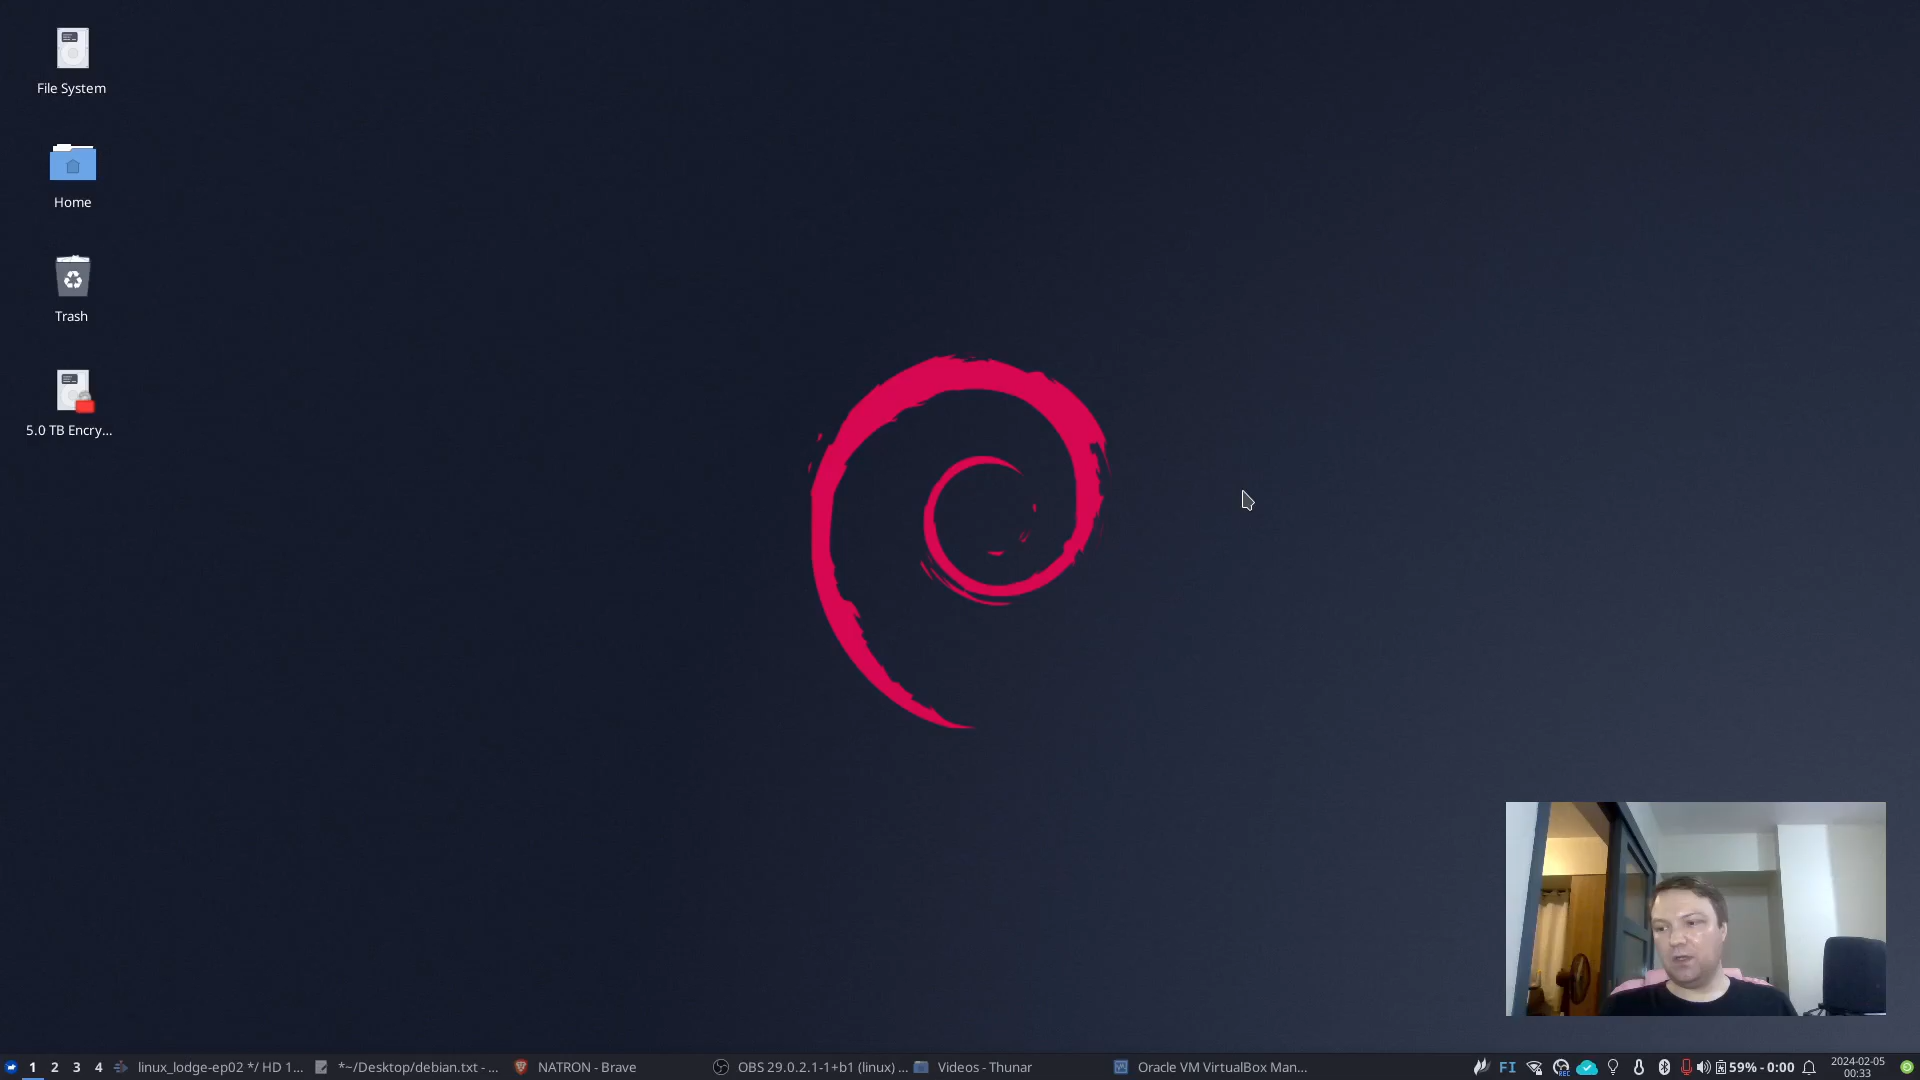 File System
Home
Trash
5.0 TB Encry...
1 2 3 4 linux_lodge-ep02 */ HD 1... *~/Desktop/debian.txt - ... NATRON - Brave OBS 29.0.2.1-1+b1 (linux) ... Videos - Thunar Oracle VM VirtualBox Man... FI REC 59% - 0:00 2024-02-05
00:33